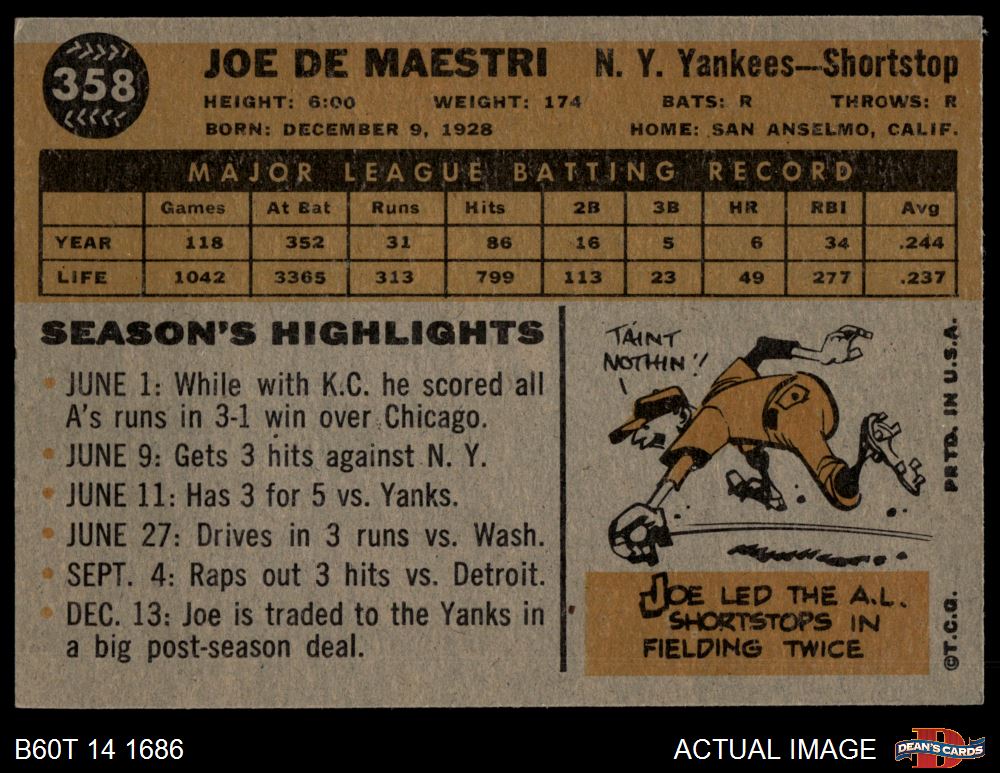 358
JOE DE MAESTRI N. Y. Yankees—Shortstop
HEIGHT: 6:00 WEIGHT: 174 BATS: R THROWS: R
BORN: DECEMBER 9, 1928 HOME: SAN ANSELMO, CALIF.
MAJOR LEAGUE BATTING RECORD
Games At Bat Runs Hits 2B 3B HR RBI Avg
YEAR 118 352 31 86 16 5 6 34 .244
LIFE 1042 3365 313 799 113 23 49 277 .237
SEASON'S HIGHLIGHTS
• JUNE 1: While with K.C. he scored all
A's runs in 3-1 win over Chicago.
• JUNE 9: Gets 3 hits against N. Y.
• JUNE 11: Has 3 for 5 vs. Yanks.
• JUNE 27: Drives in 3 runs vs. Wash.
• SEPT. 4: Raps out 3 hits vs. Detroit.
• DEC. 13: Joe is traded to the Yanks in
a big post-season deal.
TAINT
NOTHIN'!!
JOE LED THE A.L.
SHORTSTOPS IN
FIELDING TWICE
©T.C.G. PRTD. IN U.S.A.
B60T 14 1686 ACTUAL IMAGE
D
DEAN'S CARDS